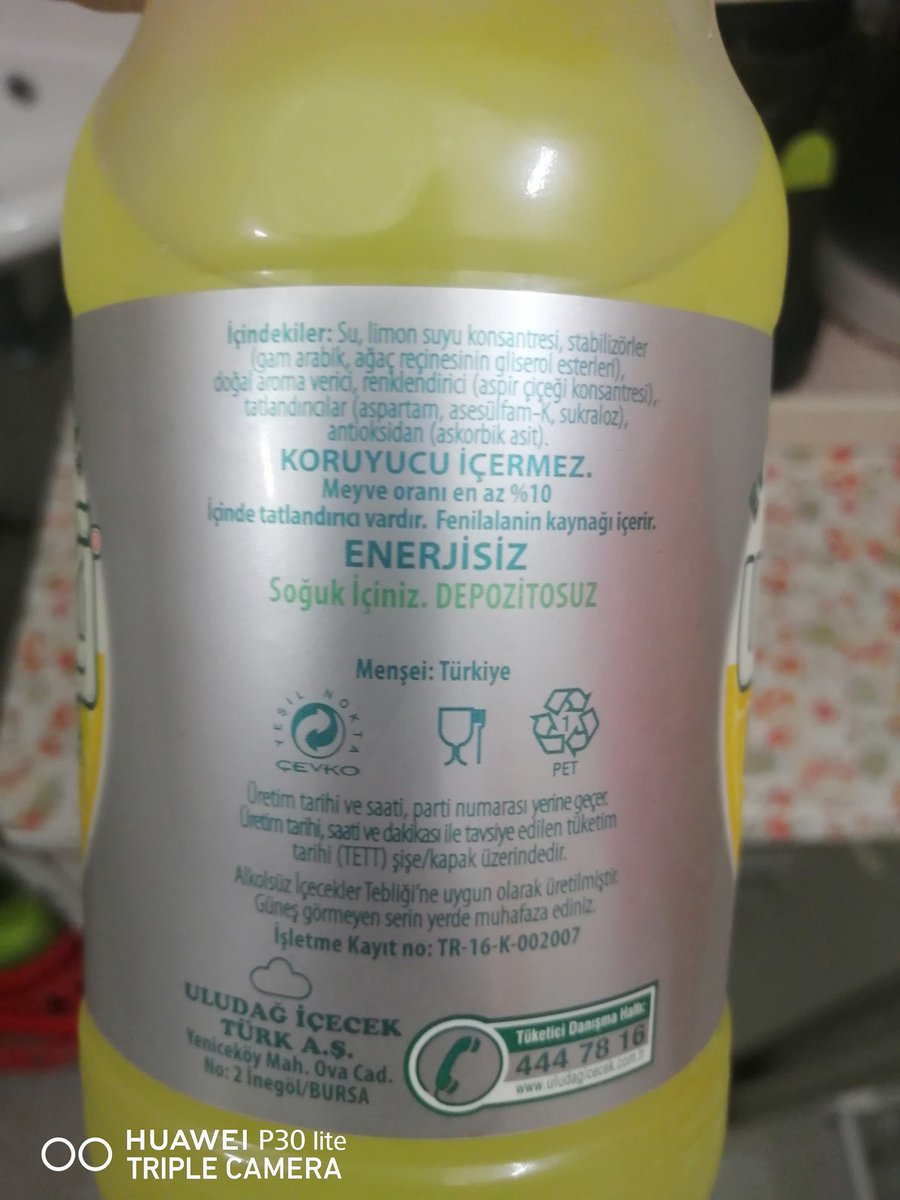 İçindekiler: Su, limon suyu konsantresi, stabilizörler
(gam arabik, ağaç reçinesinin gliserol esterleri),
doğal aroma verici, renklendirici (aspir çiçeği konsantresi),
tatlandırıcılar (aspartam, asesülfam-K, sukraloz),
antioksidan (askorbik asit).
KORUYUCU İÇERMEZ.
Meyve oranı en az %10
İçinde tatlandırıcı vardır. Fenilalanin kaynağı içerir.
ENERJİSİZ
Soğuk İçiniz. DEPOZİTOSUZ
Menşei: Türkiye
YEŞİL NOKTA
ÇEVKO
1
PET
Üretim tarihi ve saati, parti numarası yerine geçer.
Üretim tarihi, saati ve dakikası ile tavsiye edilen tüketim
tarihi (TETT) şişe/kapak üzerindedir.
Alkolsüz İçecekler Tebliği'ne uygun olarak üretilmiştir.
Güneş görmeyen serin yerde muhafaza ediniz.
İşletme Kayıt no: TR-16-K-002007
ULUDAĞ İÇECEK
TÜRK A.Ş.
Yeniceköy Mah. Ova Cad.
No: 2 İnegöl/BURSA
Tüketici Danışma Hattı:
444 78 16
www.uludagicecek.com.tr
HUAWEI P30 lite
TRIPLE CAMERA